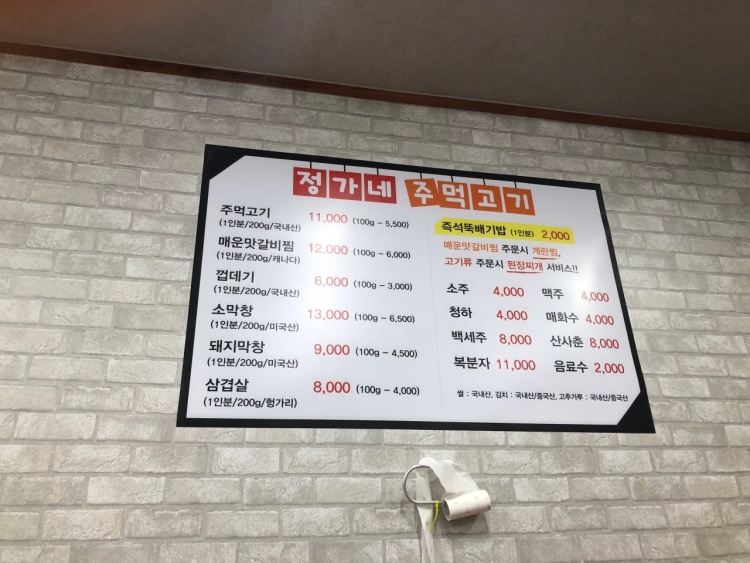 정가네 주먹고기
주먹고기 11,000 (100g - 5,500)
(1인분/200g/국내산)
매운맛갈비찜 12,000 (100g - 6,000)
(1인분/200g/캐나다)
껍데기 6,000 (100g - 3,000)
(1인분/200g/국내산)
소막창 13,000 (100g - 6,500)
(1인분/200g/미국산)
돼지막창 9,000 (100g - 4,500)
(1인분/200g/미국산)
삼겹살 8,000 (100g - 4,000)
(1인분/200g/헝가리)
즉석뚝배기밥 (1인분) 2,000
매운맛갈비찜 주문시 계란찜,
고기류 주문시 된장찌개 서비스!!
소주 4,000 맥주 4,000
청하 4,000 매화수 4,000
백세주 8,000 산사춘 8,000
복분자 11,000 음료수 2,000
쌀 : 국내산, 김치 : 국내산/중국산, 고추가루 : 국내산/중국산